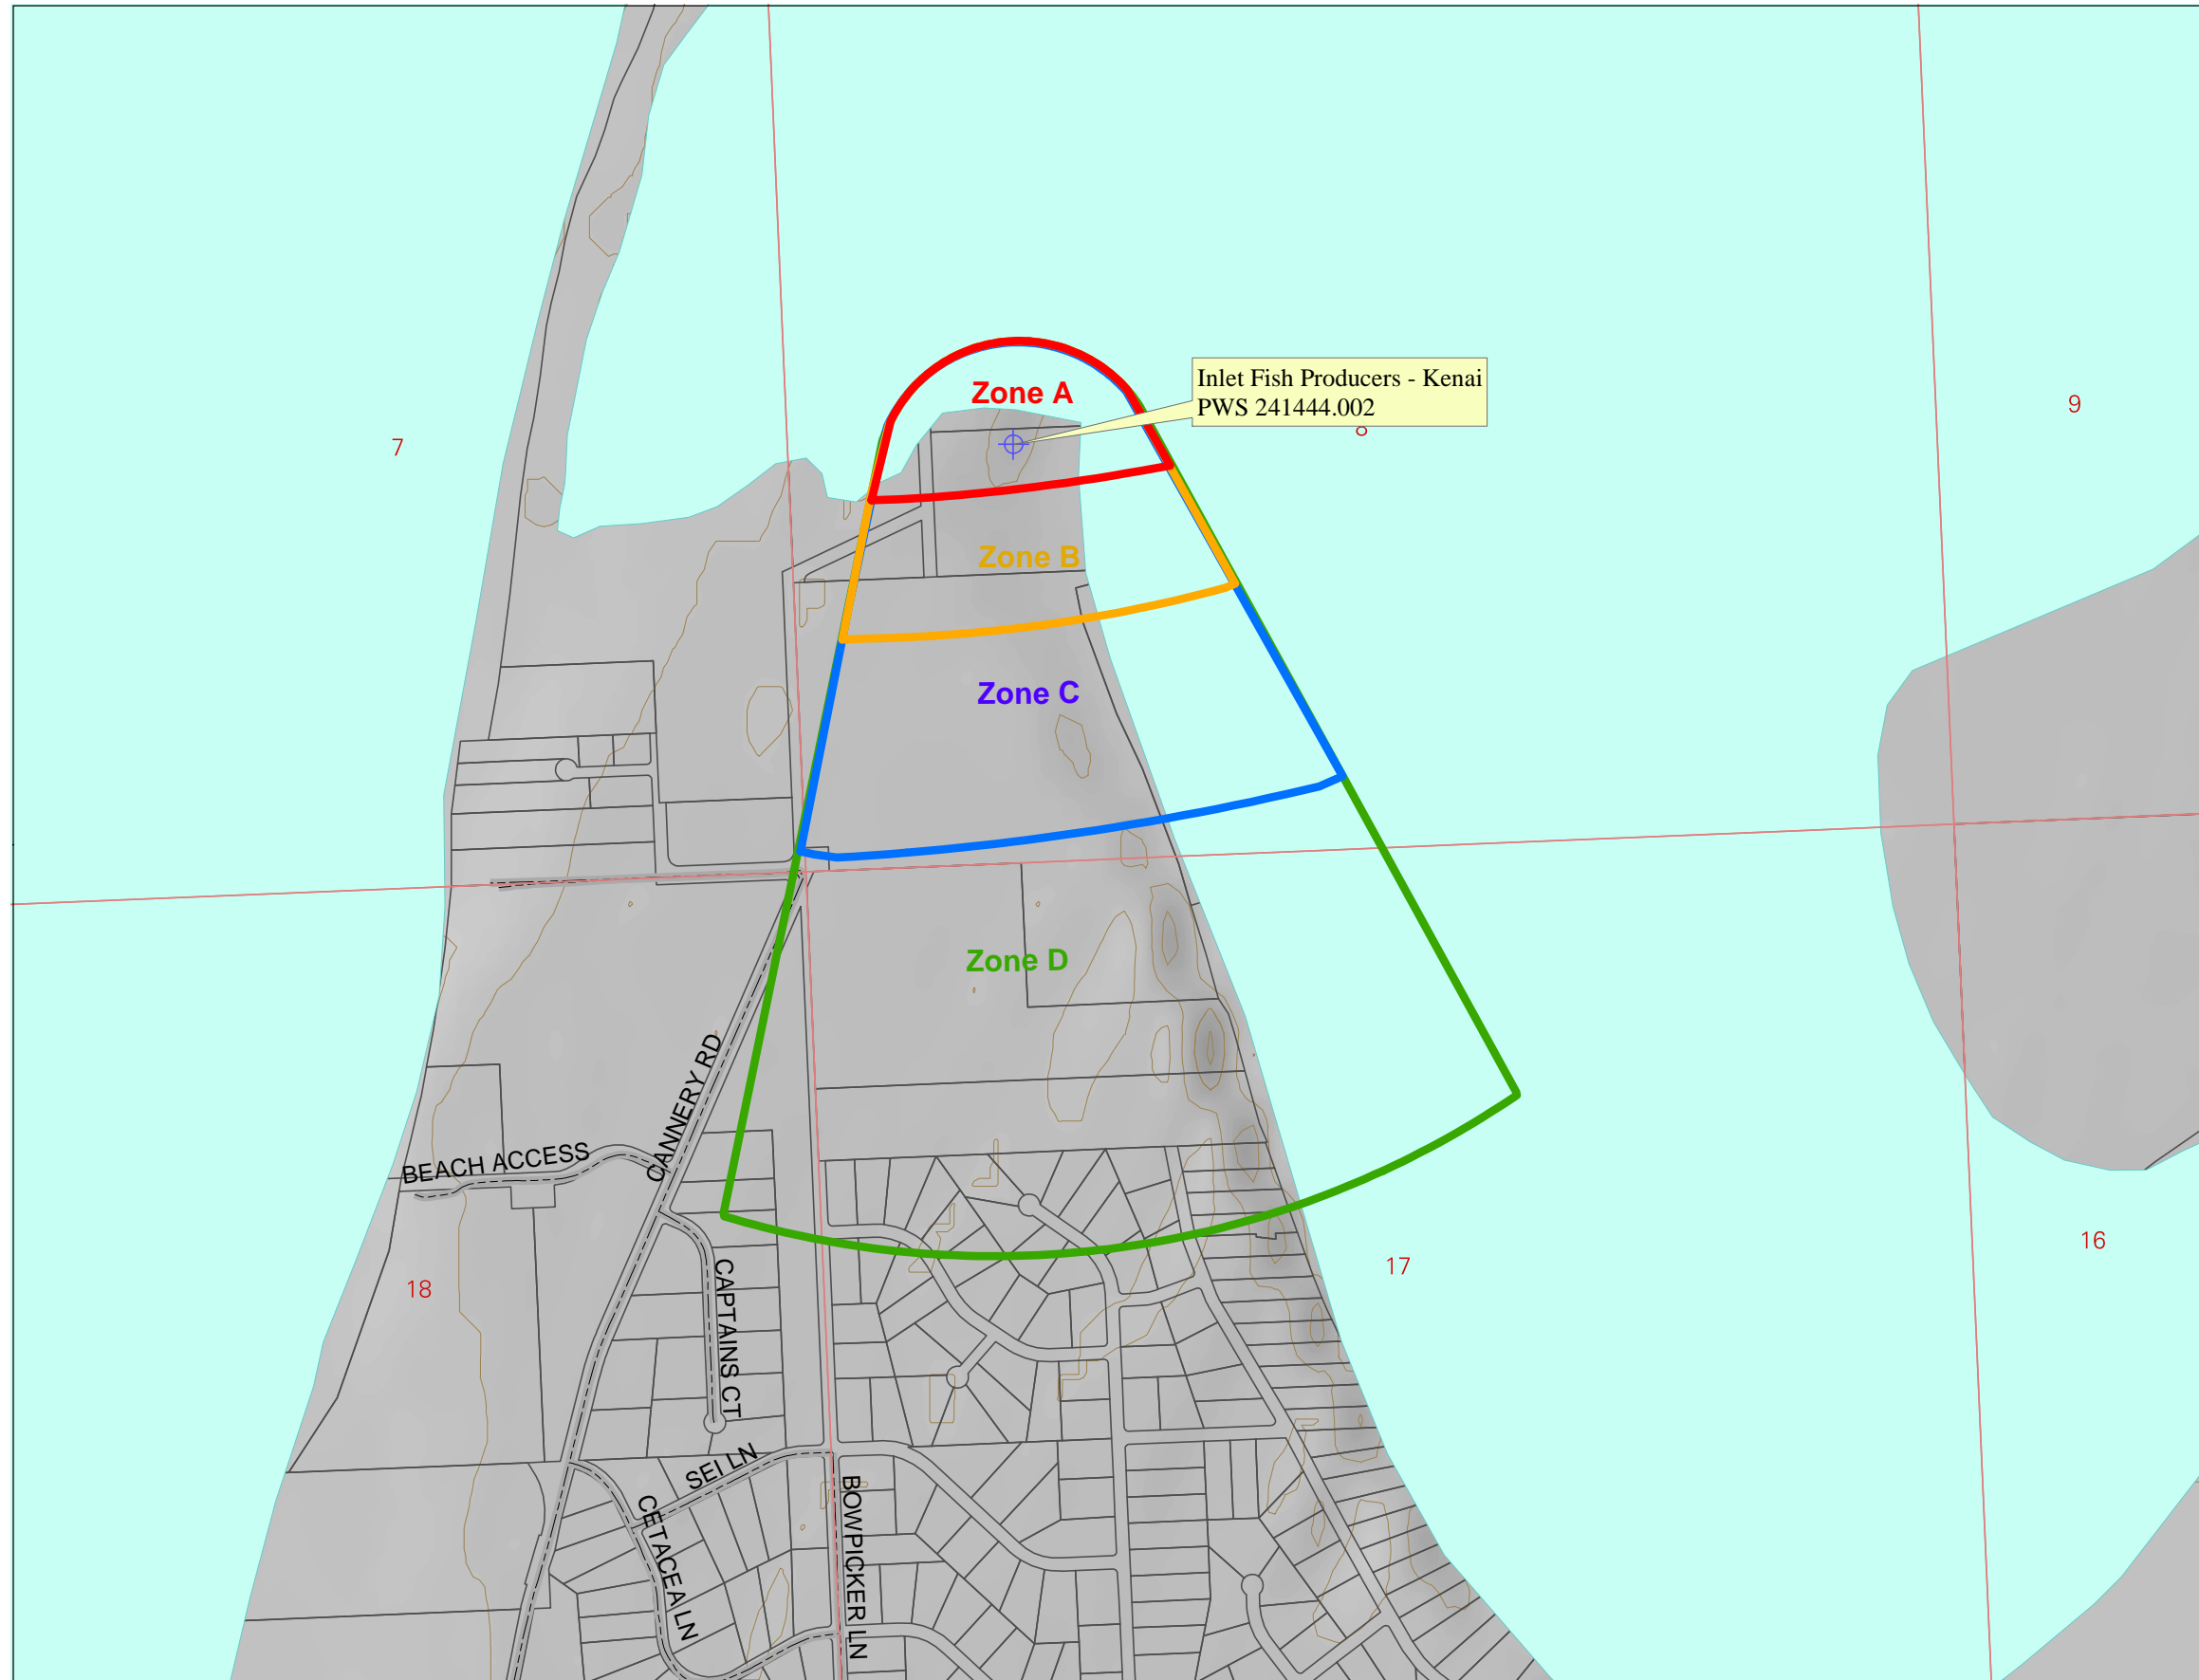 Zone A
Inlet Fish Producers - Kenai
PWS 241444.002
9
8
7
Zone B
Zone C
Zone D
CANNERY RD
BEACH ACCESS
16
17
18
CAPTAINS CT
SEI LN
CETACEA LN
BOWPICKER LN